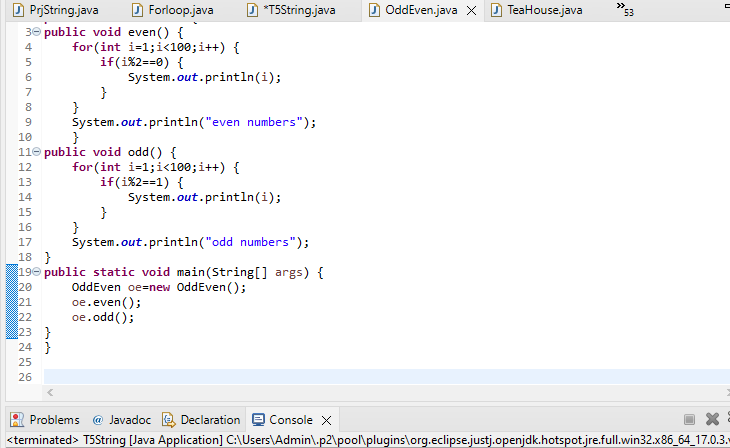 PrjString.java Forloop.java *T5String.java OddEven.java TeaHouse.java »53
3 public void even() {
4 for(int i=1;i<100;i++) {
5 if(i%2==0) {
6 System.out.println(i);
7 }
8 }
9 System.out.println("even numbers");
10 }
11 public void odd() {
12 for(int i=1;i<100;i++) {
13 if(i%2==1) {
14 System.out.println(i);
15 }
16 }
17 System.out.println("odd numbers");
18 }
19 public static void main(String[] args) {
20 OddEven oe=new OddEven();
21 oe.even();
22 oe.odd();
23 }
24 }
25
26
Problems @ Javadoc Declaration Console
<terminated> T5String [Java Application] C:\Users\Admin\.p2\pool\plugins\org.eclipse.justj.openjdk.hotspot.jre.full.win32.x86_64_17.0.3.